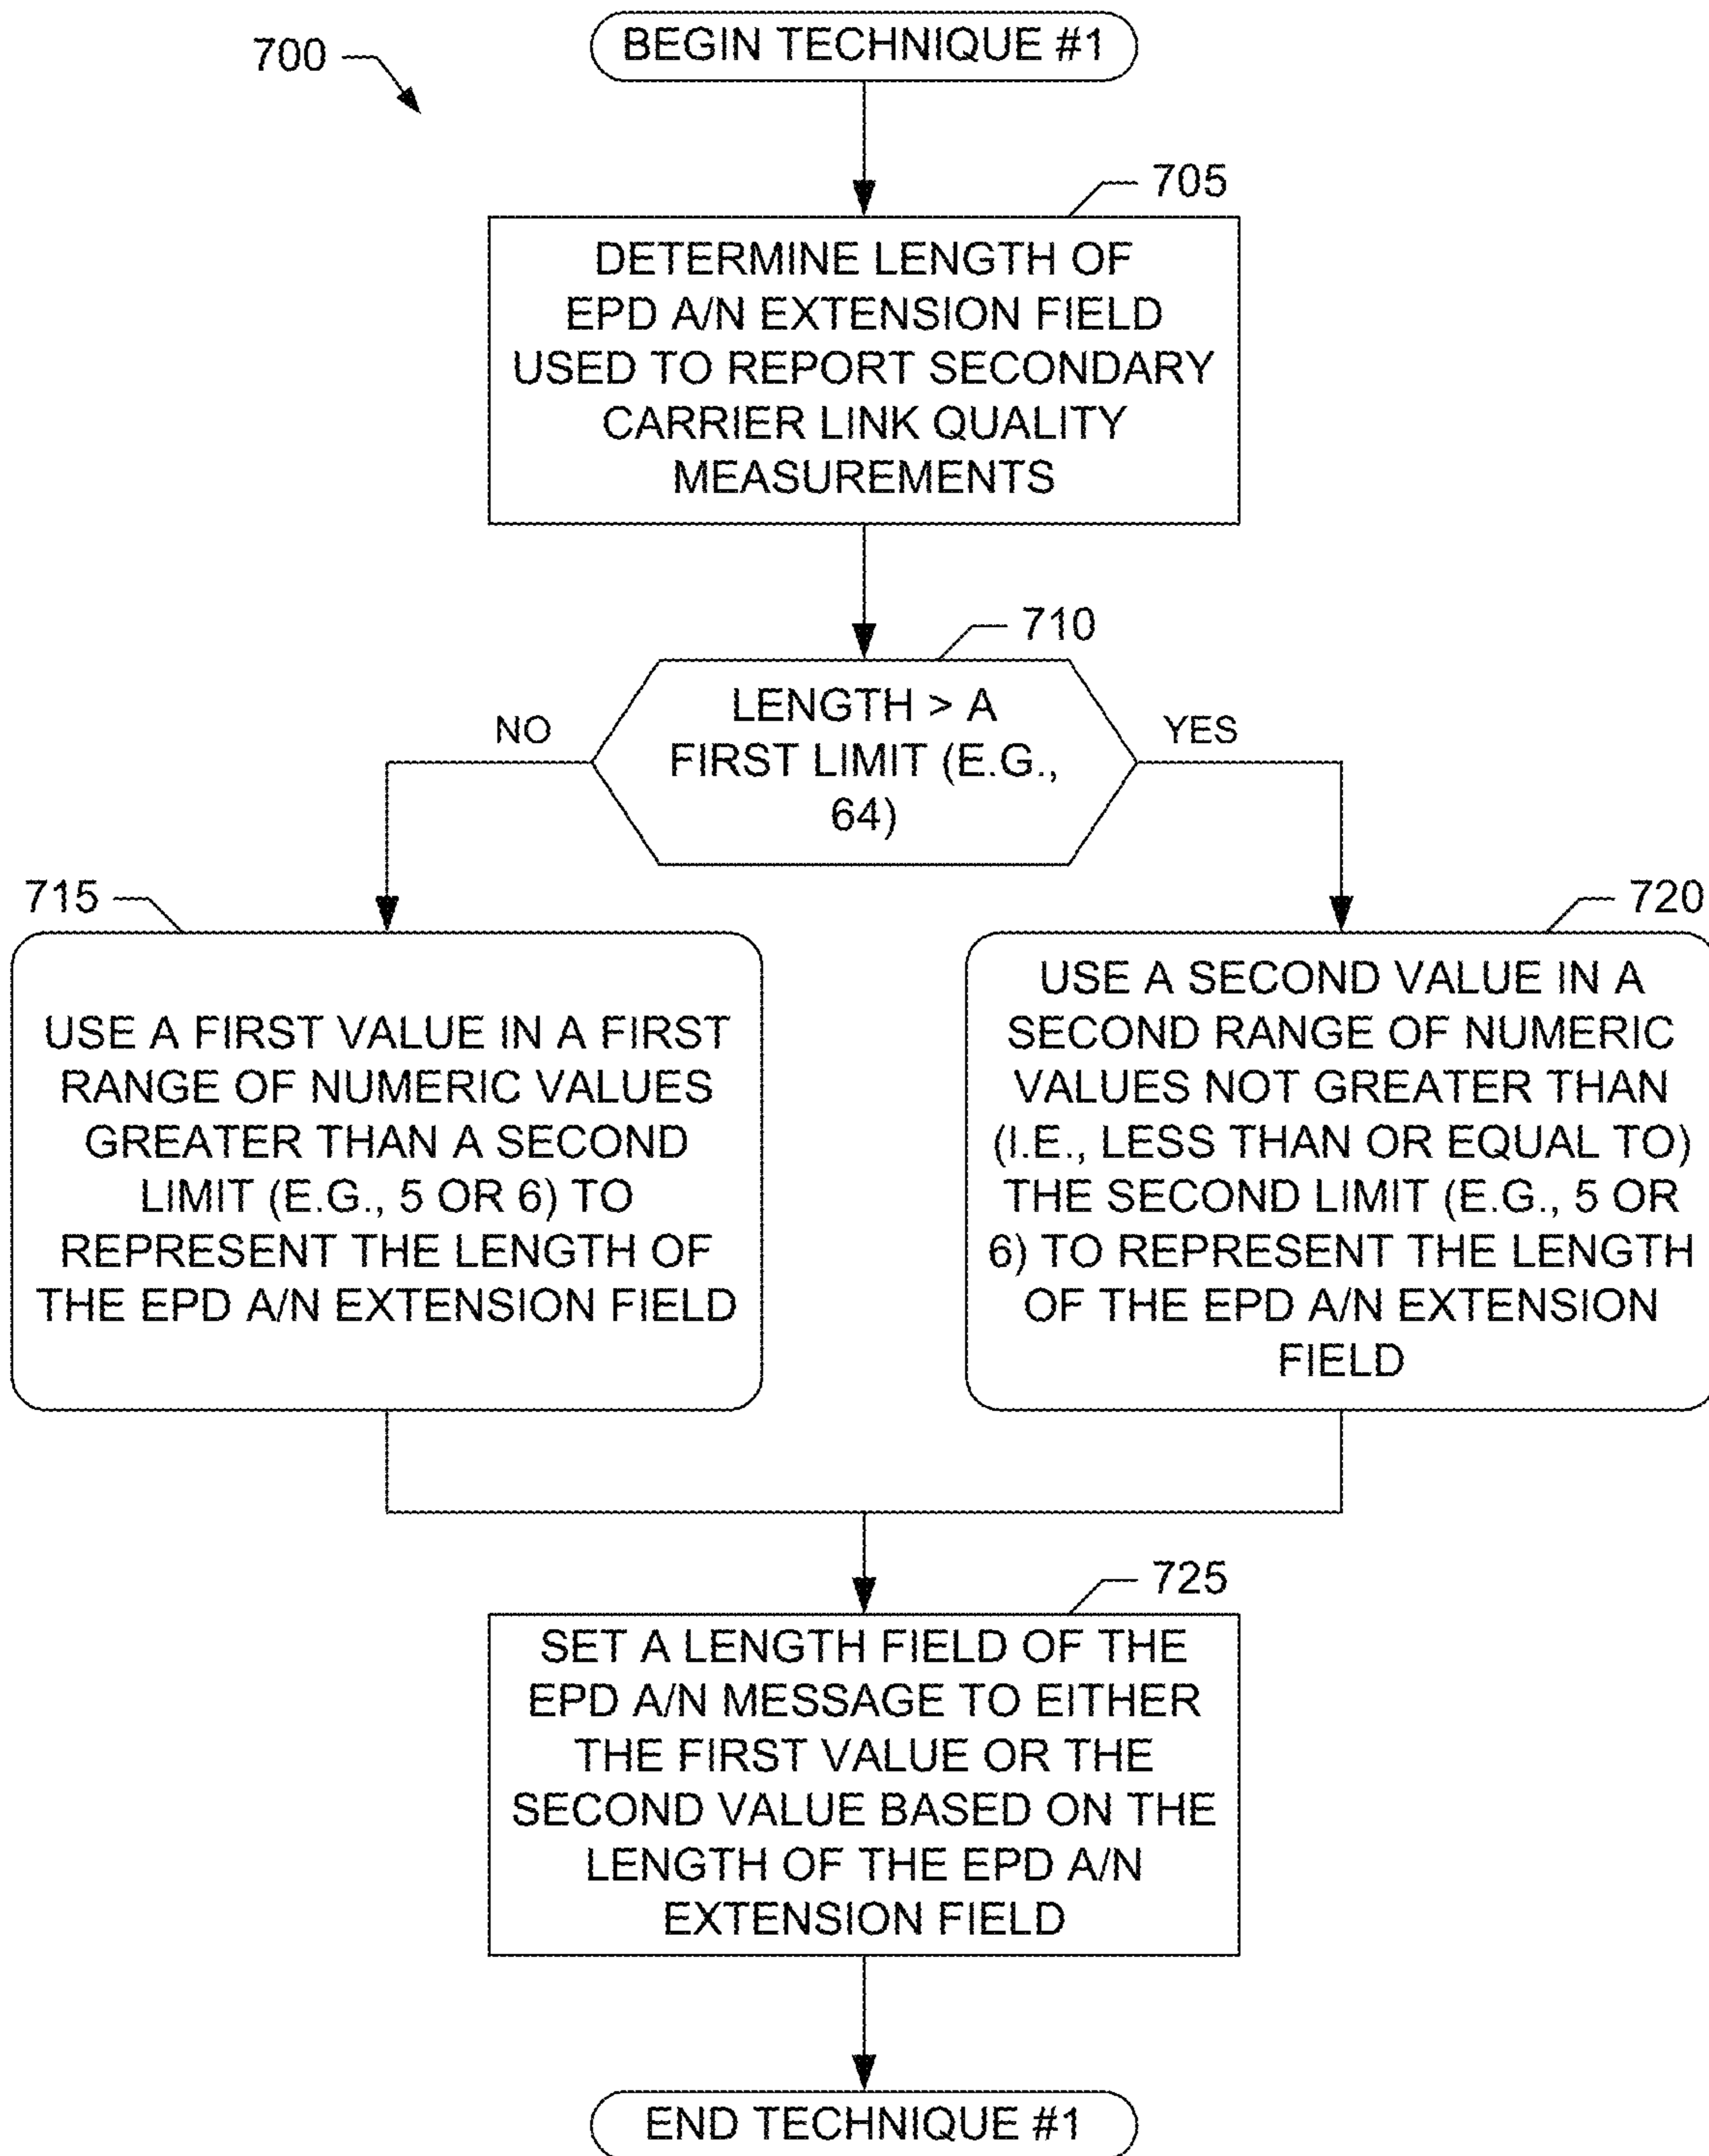 700
BEGIN TECHNIQUE #1
705
DETERMINE LENGTH OF
EPD A/N EXTENSION FIELD
USED TO REPORT SECONDARY
CARRIER LINK QUALITY
MEASUREMENTS
710
LENGTH > A
FIRST LIMIT (E.G.,
64)
NO
YES
715
USE A FIRST VALUE IN A FIRST
RANGE OF NUMERIC VALUES
GREATER THAN A SECOND
LIMIT (E.G., 5 OR 6) TO
REPRESENT THE LENGTH OF
THE EPD A/N EXTENSION FIELD
720
USE A SECOND VALUE IN A
SECOND RANGE OF NUMERIC
VALUES NOT GREATER THAN
(I.E., LESS THAN OR EQUAL TO)
THE SECOND LIMIT (E.G., 5 OR
6) TO REPRESENT THE LENGTH
OF THE EPD A/N EXTENSION
FIELD
725
SET A LENGTH FIELD OF THE
EPD A/N MESSAGE TO EITHER
THE FIRST VALUE OR THE
SECOND VALUE BASED ON THE
LENGTH OF THE EPD A/N
EXTENSION FIELD
END TECHNIQUE #1